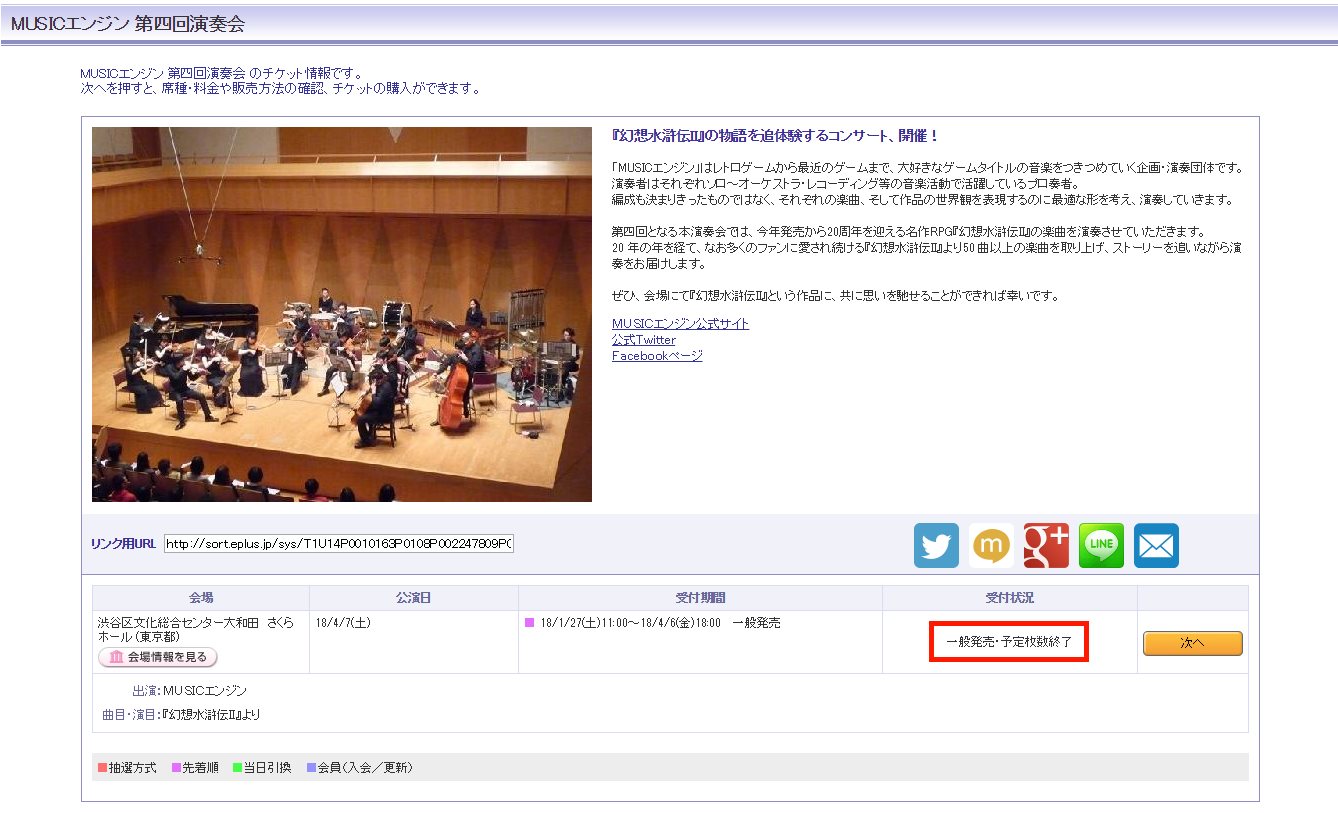 MUSICエンジン 第四回演奏会
MUSICエンジン 第四回演奏会 のチケット情報です。
次へを押すと、席種・料金や販売方法の確認、チケットの購入ができます。
『幻想水滸伝II』の物語を追体験するコンサート、開催！
「MUSICエンジン」はレトロゲームから最近のゲームまで、大好きなゲームタイトルの音楽をつきつめていく企画・演奏団体です。
演奏者はそれぞれソロ～オーケストラ・レコーディング等の音楽活動で活躍しているプロ奏者。
編成も決まりきったものではなく、それぞれの楽曲、そして作品の世界観を表現するのに最適な形を考え、演奏していきます。
第四回となる本演奏会では、今年発売から20周年を迎える名作RPG『幻想水滸伝II』の楽曲を演奏させていただきます。
20 年の年を経て、なお多くのファンに愛され続ける『幻想水滸伝II』より50 曲以上の楽曲を取り上げ、ストーリーを追いながら演
奏をお届けします。
ぜひ、会場にて『幻想水滸伝II』という作品に、共に思いを馳せることができれば幸いです。
MUSICエンジン公式サイト
公式Twitter
Facebookページ
リンク用URL http://sort.eplus.jp/sys/T1U14P0010163P0108P002247809P0
m g+ LINE
会場 公演日 受付期間 受付状況
渋谷区文化総合センター大和田 さくら
ホール (東京都)
18/4/7(土)
18/1/27(土)11:00～18/4/6(金)18:00 一般発売
一般発売・予定枚数終了
次へ
会場情報を見る
出演：MUSICエンジン
曲目・演目：『幻想水滸伝II』より
抽選方式 先着順 当日引換 会員(入会／更新)